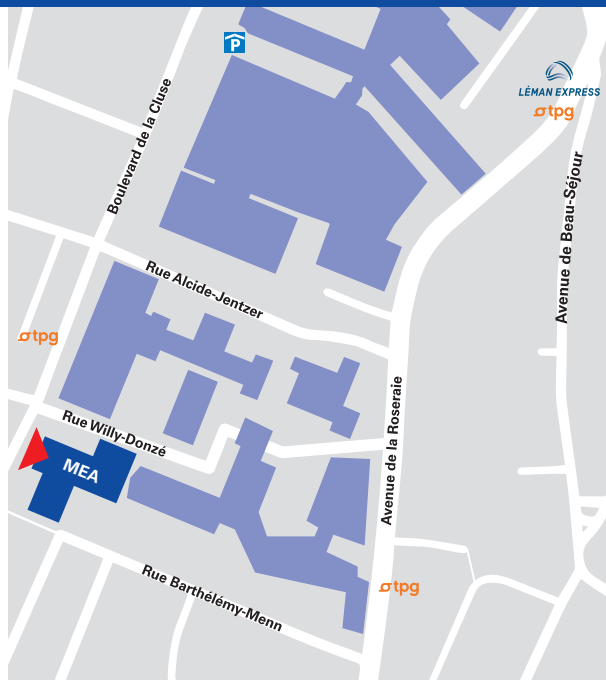 P
LÉMAN EXPRESS
tpg
Boulevard de la Cluse
Avenue de Beau-Séjour
Rue Alcide-Jentzer
tpg
Avenue de la Roseraie
Rue Willy-Donzé
MEA
Rue Barthélémy-Menn
tpg